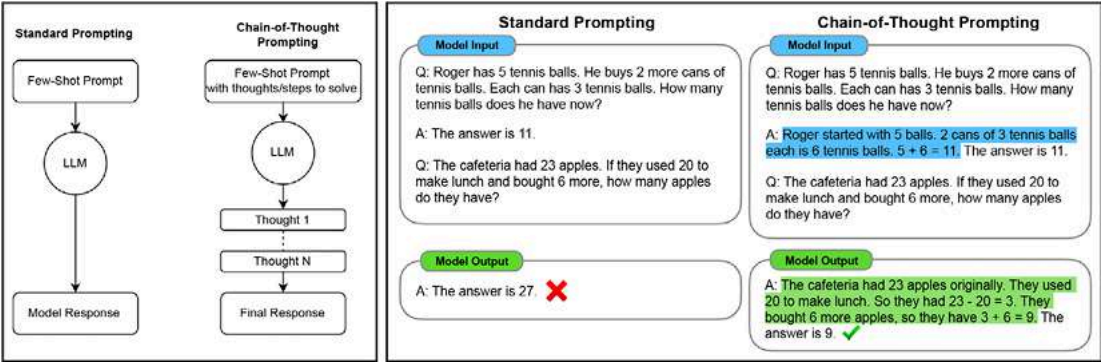 Standard Prompting
Few-Shot Prompt
LLM
Model Response
Chain-of-Thought
Prompting
Few-Shot Prompt
with thoughts/steps to solve
LLM
Thought 1
Thought N
Final Response
Standard Prompting
Model Input
Q: Roger has 5 tennis balls. He buys 2 more cans of
tennis balls. Each can has 3 tennis balls. How many
tennis balls does he have now?
A: The answer is 11.
Q: The cafeteria had 23 apples. If they used 20 to
make lunch and bought 6 more, how many apples
do they have?
Model Output
A: The answer is 27.
Chain-of-Thought Prompting
Model Input
Q: Roger has 5 tennis balls. He buys 2 more cans of
tennis balls. Each can has 3 tennis balls. How many
tennis balls does he have now?
A: Roger started with 5 balls. 2 cans of 3 tennis balls
each is 6 tennis balls. 5 + 6 = 11. The answer is 11.
Q: The cafeteria had 23 apples. If they used 20 to
make lunch and bought 6 more, how many apples
do they have?
Model Output
A: The cafeteria had 23 apples originally. They used
20 to make lunch. So they had 23 - 20 = 3. They
bought 6 more apples, so they have 3 + 6 = 9. The
answer is 9.